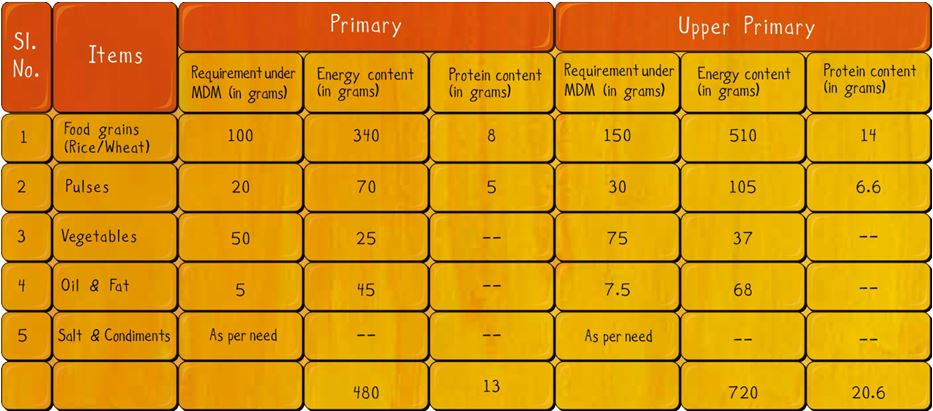 Primary Upper Primary
Sl. No. Items
Requirement under MDM (in grams) Energy content (in grams) Protein content (in grams) Requirement under MDM (in grams) Energy content (in grams) Protein content (in grams)
1 Food grains (Rice/Wheat) 100 340 8 150 510 14
2 Pulses 20 70 5 30 105 6.6
3 Vegetables 50 25 -- 75 37 --
4 Oil & Fat 5 45 -- 7.5 68 --
5 Salt & Condiments As per need -- -- As per need -- --
480 13 720 20.6